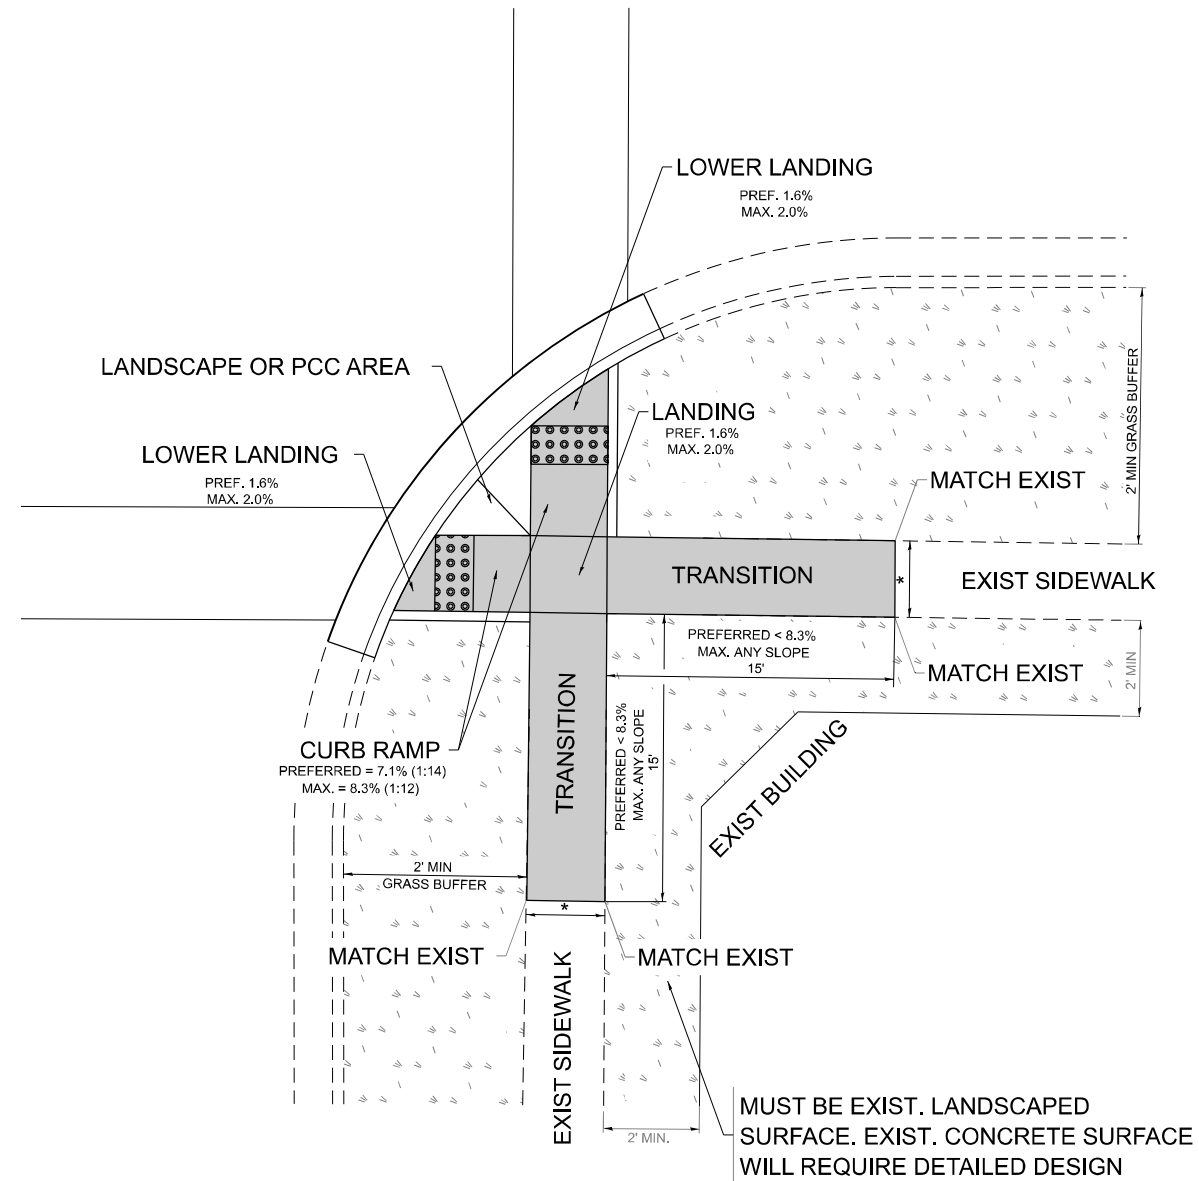 LOWER LANDING
PREF. 1.6%
MAX. 2.0%
LANDSCAPE OR PCC AREA
LANDING
PREF. 1.6%
MAX. 2.0%
LOWER LANDING
PREF. 1.6%
MAX. 2.0%
2' MIN GRASS BUFFER
MATCH EXIST
TRANSITION
*
EXIST SIDEWALK
PREFERRED < 8.3%
MAX. ANY SLOPE
15'
MATCH EXIST
2' MIN
TRANSITION
PREFERRED < 8.3%
MAX. ANY SLOPE
15'
CURB RAMP
PREFERRED = 7.1% (1:14)
MAX. = 8.3% (1:12)
EXIST BUILDING
2' MIN
GRASS BUFFER
*
MATCH EXIST
MATCH EXIST
EXIST SIDEWALK
2' MIN.
MUST BE EXIST. LANDSCAPED
SURFACE. EXIST. CONCRETE SURFACE
WILL REQUIRE DETAILED DESIGN